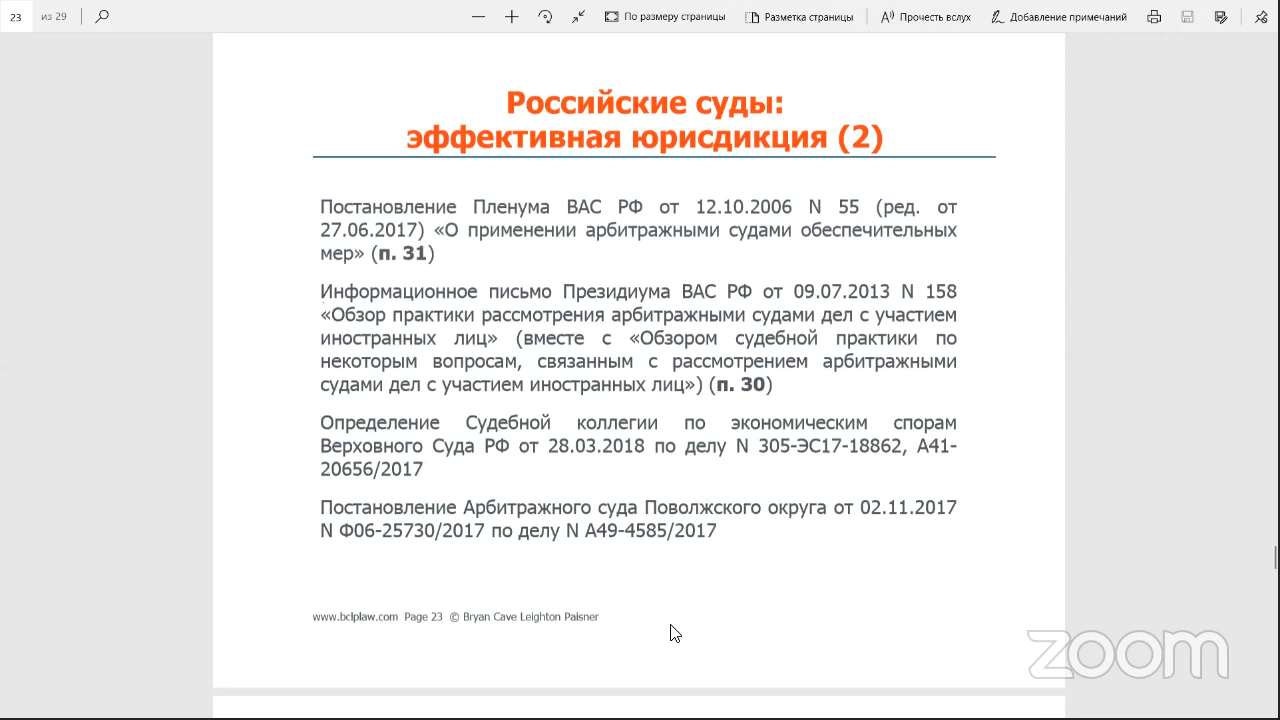 23 из 29 По размеру страницы Разметка страницы Прочесть вслух Добавление примечаний
Российские суды:
эффективная юрисдикция (2)
Постановление Пленума ВАС РФ от 12.10.2006 N 55 (ред. от
27.06.2017) «О применении арбитражными судами обеспечительных
мер» (п. 31)
Информационное письмо Президиума ВАС РФ от 09.07.2013 N 158
«Обзор практики рассмотрения арбитражными судами дел с участием
иностранных лиц» (вместе с «Обзором судебной практики по
некоторым вопросам, связанным с рассмотрением арбитражными
судами дел с участием иностранных лиц») (п. 30)
Определение Судебной коллегии по экономическим спорам
Верховного Суда РФ от 28.03.2018 по делу N 305-ЭС17-18862, А41-
20656/2017
Постановление Арбитражного суда Поволжского округа от 02.11.2017
N Ф06-25730/2017 по делу N А49-4585/2017
www.bclplaw.com Page 23 © Bryan Cave Leighton Paisner
zoom